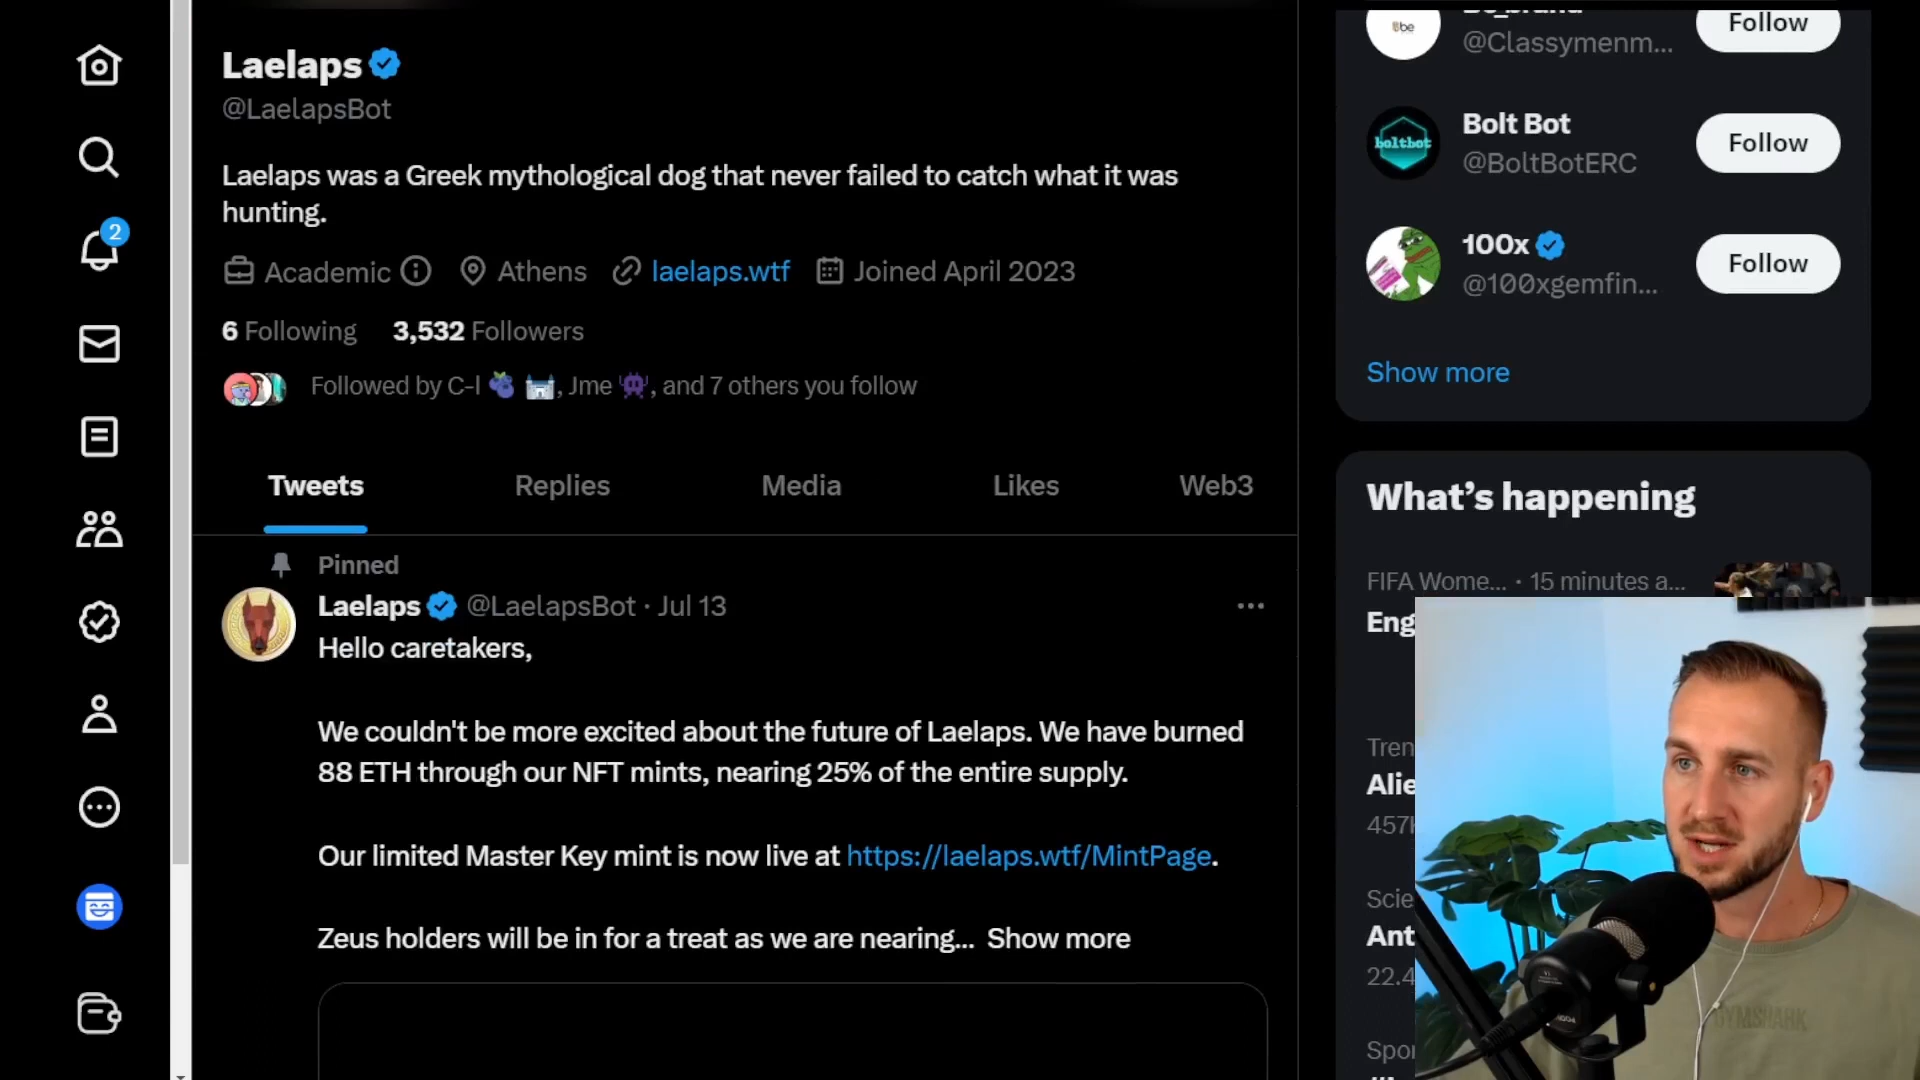 Laelaps
@LaelapsBot
Laelaps was a Greek mythological dog that never failed to catch what it was
hunting.
Academic Athens laelaps.wtf Joined April 2023
6 Following 3,532 Followers
Followed by C-l , Jme , and 7 others you follow
Tweets Replies Media Likes Web3
Pinned
Laelaps @LaelapsBot · Jul 13
Hello caretakers,
We couldn't be more excited about the future of Laelaps. We have burned
88 ETH through our NFT mints, nearing 25% of the entire supply.
Our limited Master Key mint is now live at https://laelaps.wtf/MintPage.
Zeus holders will be in for a treat as we are nearing... Show more
2
be
Follow
@Classymenm...
boltbot
Bolt Bot
@BoltBotERC
Follow
100x
@100xgemfin...
Follow
Show more
What's happening
FIFA Wome... · 15 minutes a...
Eng
Tren
Alie
457K
Scie
Ant
22.4
Spor
GYMSHARK